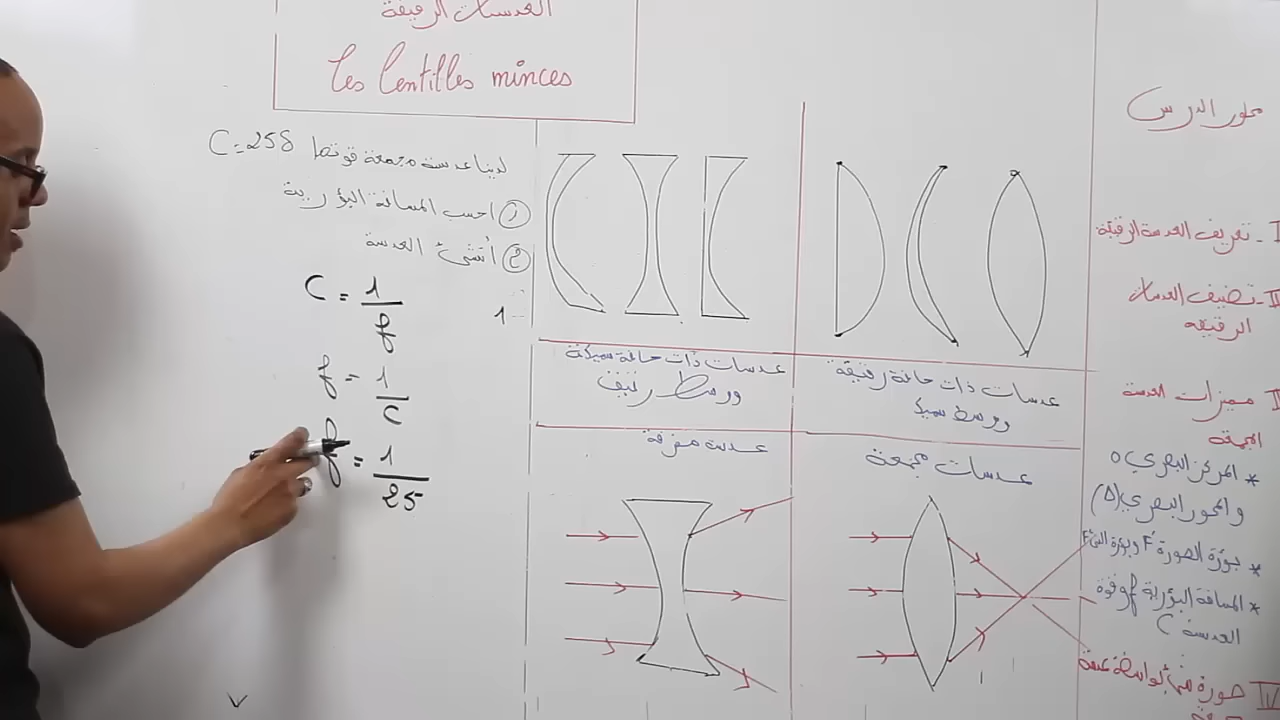 العدسات الرقيقة
Les lentilles minces
محاور الدرس
I - تعريف العدسة الرقيقة
II - تصنيف العدسات
الرقيقة
مميزات العدسة
المجمعة
* المركز البصري O
والمحور البصري (Δ)
* بؤرة الصورة F' وبؤرة الشيء F
* المسافة البؤرية f وقوة
العدسة C
IV صورة شيء بواسطة عدسة
عدسات ذات حافة رقيقة
ووسط سميك
عدسات مجمعة
عدسات ذات حافة سميكة
ووسط رقيق
عدسة مفرقة
لدينا عدسة مجمعة قوتها C=25δ
① احسب المسافة البؤرية
② أنشئ العدسة
1-
C = 1/f
f = 1/C
f = 1/25